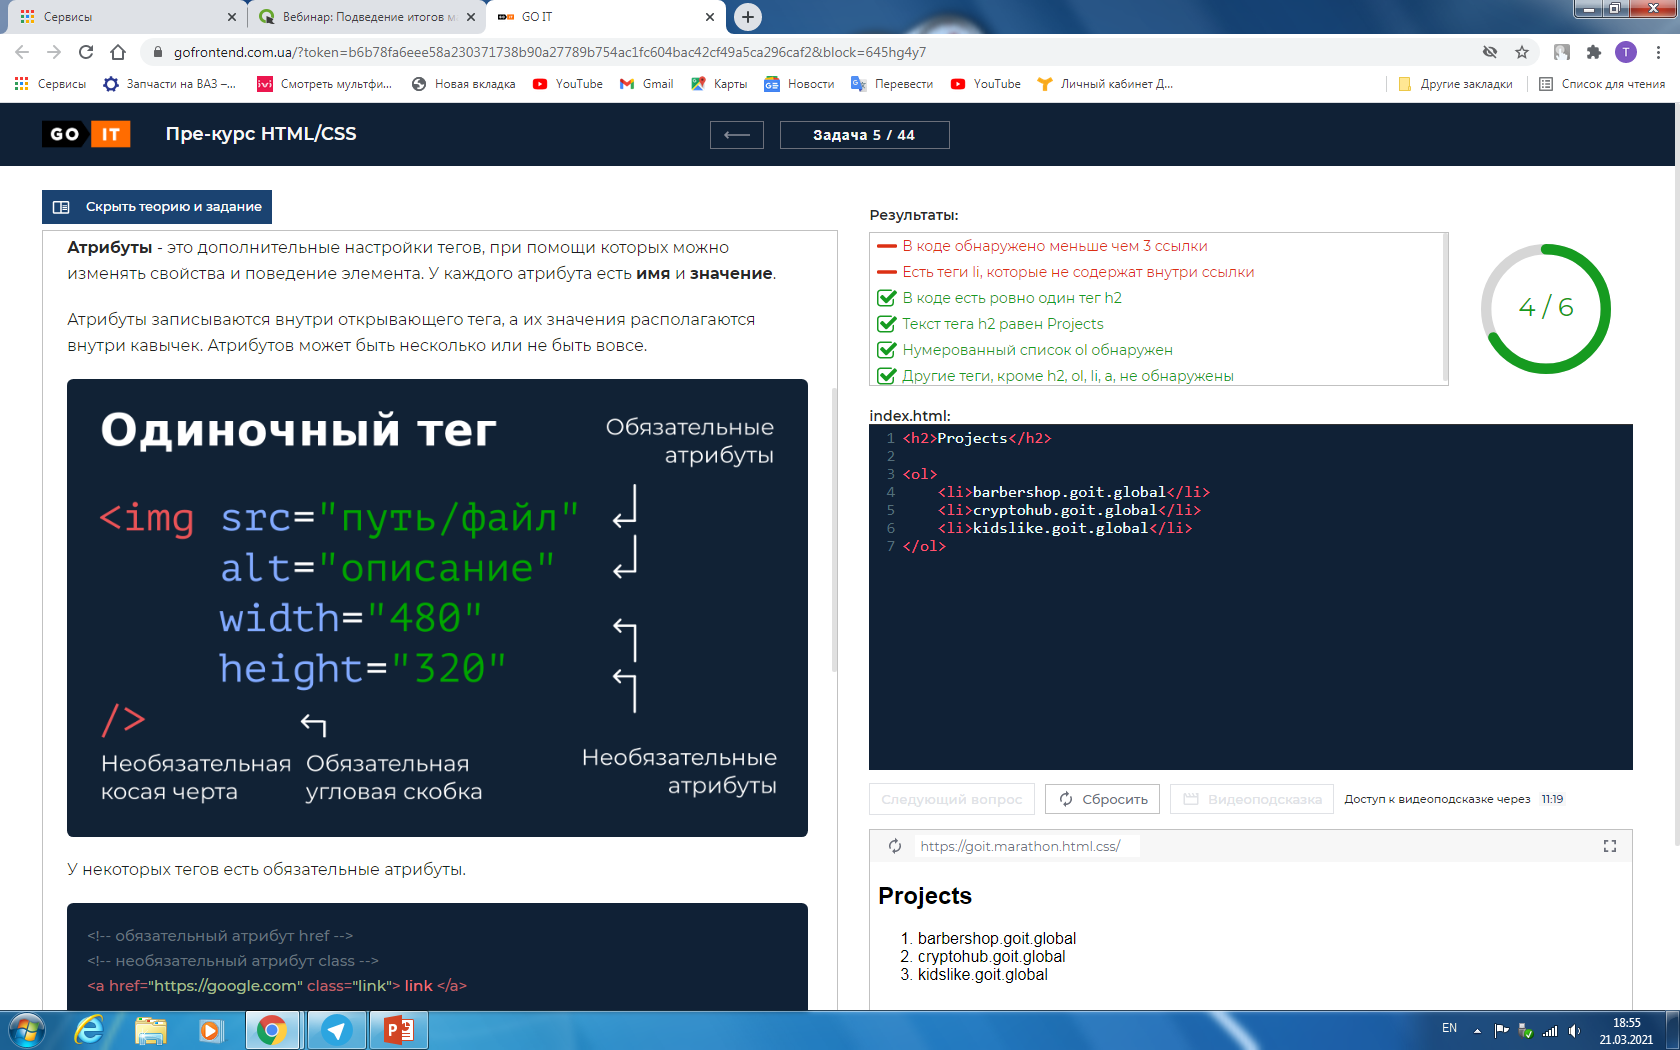 Сервисы
Вебинар: Подведение итогов м
GO IT
gofrontend.com.ua/?token=b6b78fa6eee58a230371738b90a27789b754ac1fc604bac42cf49a5ca296caf2&block=645hg4y7
T
Сервисы
Запчасти на ВАЗ –...
ivi
Смотреть мультфи...
Новая вкладка
YouTube
Gmail
Карты
Новости
Перевести
YouTube
Личный кабинет Д...
Другие закладки
Список для чтения
GO IT
Пре-курс HTML/CSS
Задача 5 / 44
Скрыть теорию и задание
Атрибуты - это дополнительные настройки тегов, при помощи которых можно
изменять свойства и поведение элемента. У каждого атрибута есть имя и значение.
Атрибуты записываются внутри открывающего тега, а их значения располагаются
внутри кавычек. Атрибутов может быть несколько или не быть вовсе.
Одиночный тег
Обязательные
атрибуты
<img src="путь/файл"
alt="описание"
width="480"
height="320"
/>
Необязательная
косая черта
Обязательная
угловая скобка
Необязательные
атрибуты
У некоторых тегов есть обязательные атрибуты.
<!-- обязательный атрибут href -->
<!-- необязательный атрибут class -->
<a href="https://google.com" class="link"> link </a>
Результаты:
В коде обнаружено меньше чем 3 ссылки
Есть теги li, которые не содержат внутри ссылки
В коде есть ровно один тег h2
Текст тега h2 равен Projects
Нумерованный список ol обнаружен
Другие теги, кроме h2, ol, li, a, не обнаружены
4 / 6
index.html:
1 <h2>Projects</h2>
2
3 <ol>
4 <li>barbershop.goit.global</li>
5 <li>cryptohub.goit.global</li>
6 <li>kidslike.goit.global</li>
7 </ol>
Следующий вопрос
Сбросить
Видеоподсказка
Доступ к видеоподсказке через 11:19
https://goit.marathon.html.css/
Projects
1. barbershop.goit.global
2. cryptohub.goit.global
3. kidslike.goit.global
EN
18:55
21.03.2021